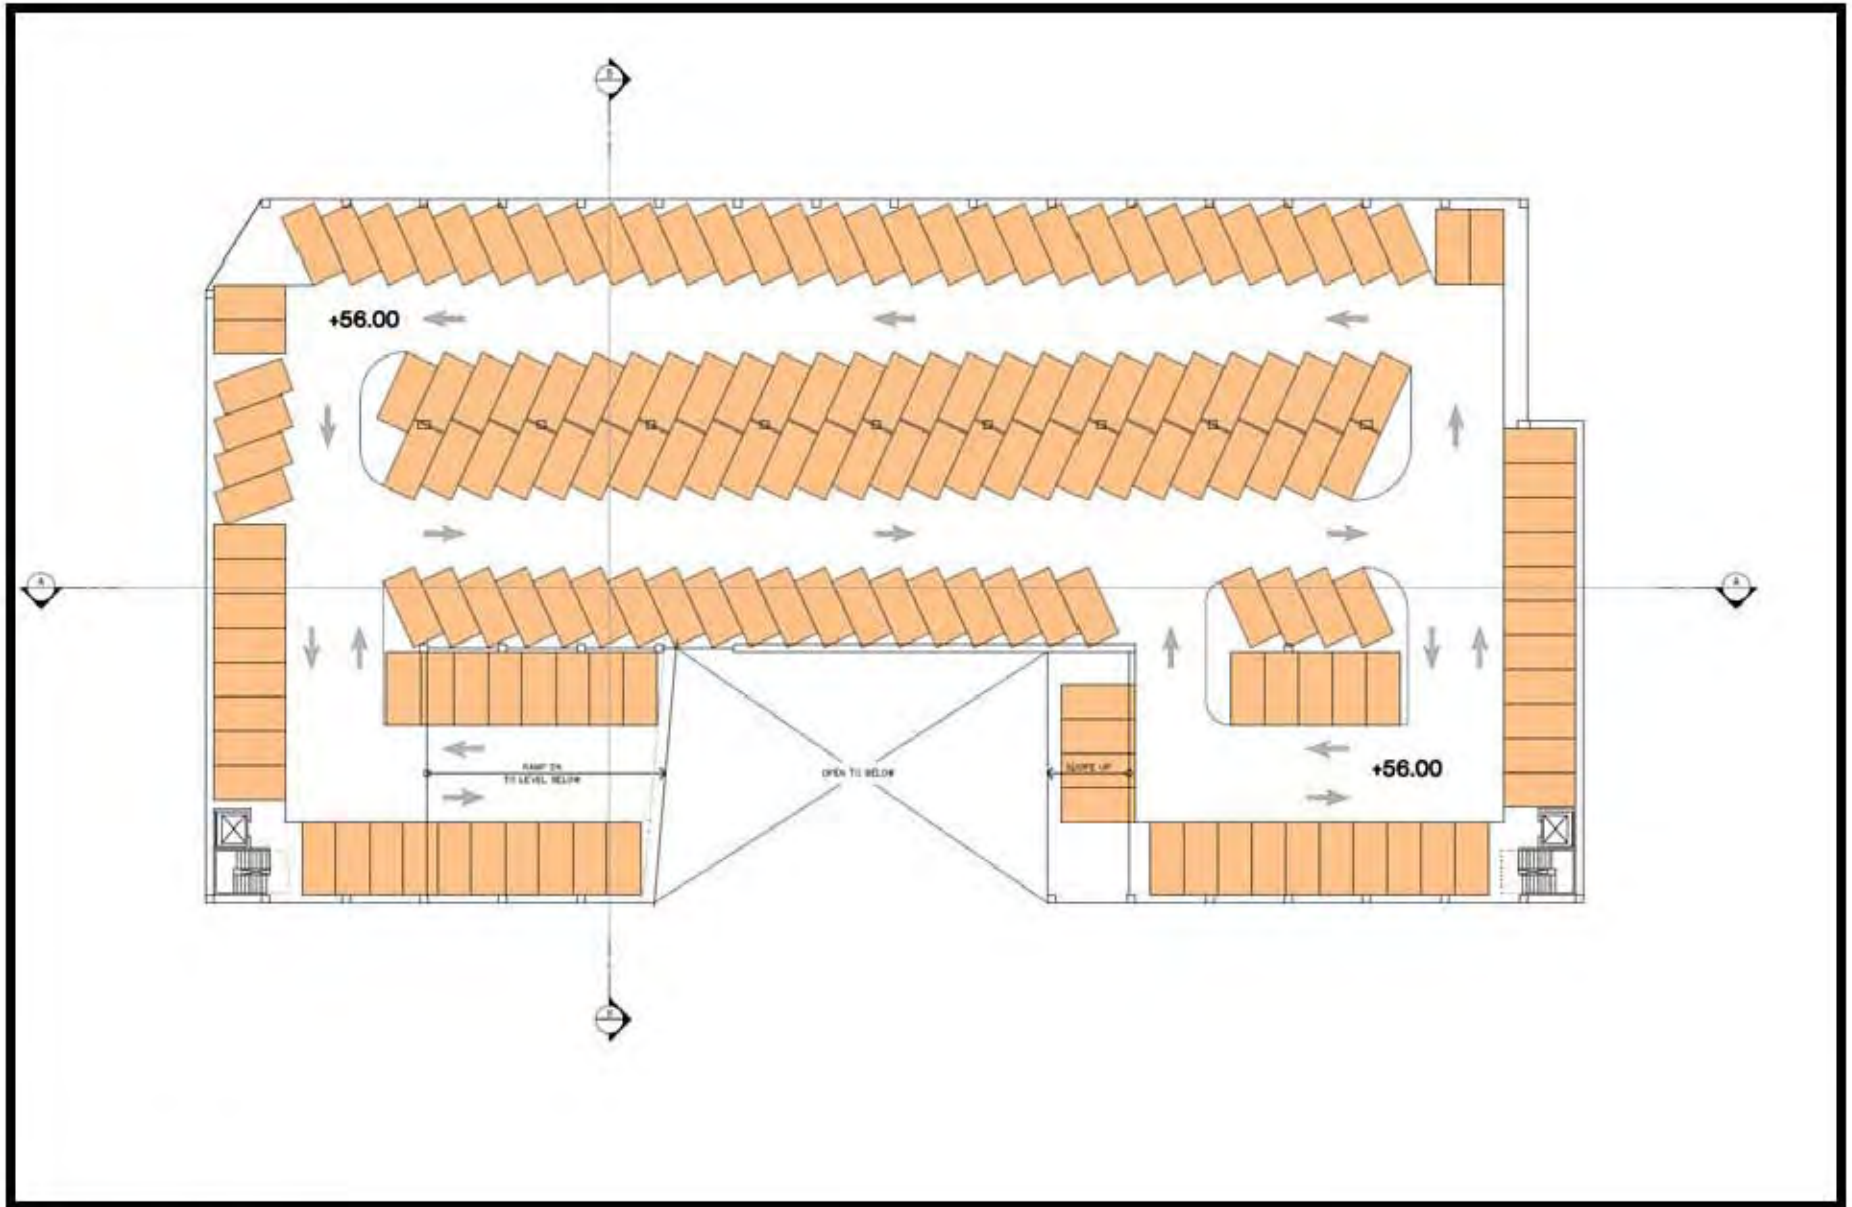 B
+56.00
A
A
RAMP DN
TO LEVEL BELOW
OPEN TO BELOW
SLOPE UP
+56.00
B